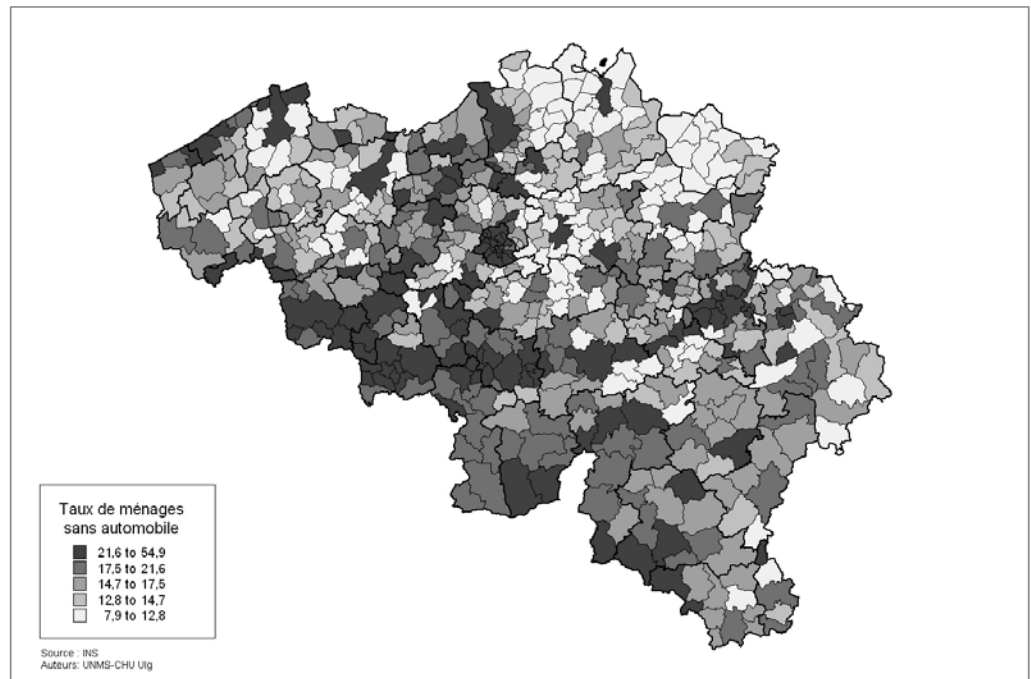 Taux de ménages
sans automobile
21,6 to 54,9
17,5 to 21,6
14,7 to 17,5
12,8 to 14,7
7,9 to 12,8
Source : INS
Auteurs: UNMS-CHU Ulg